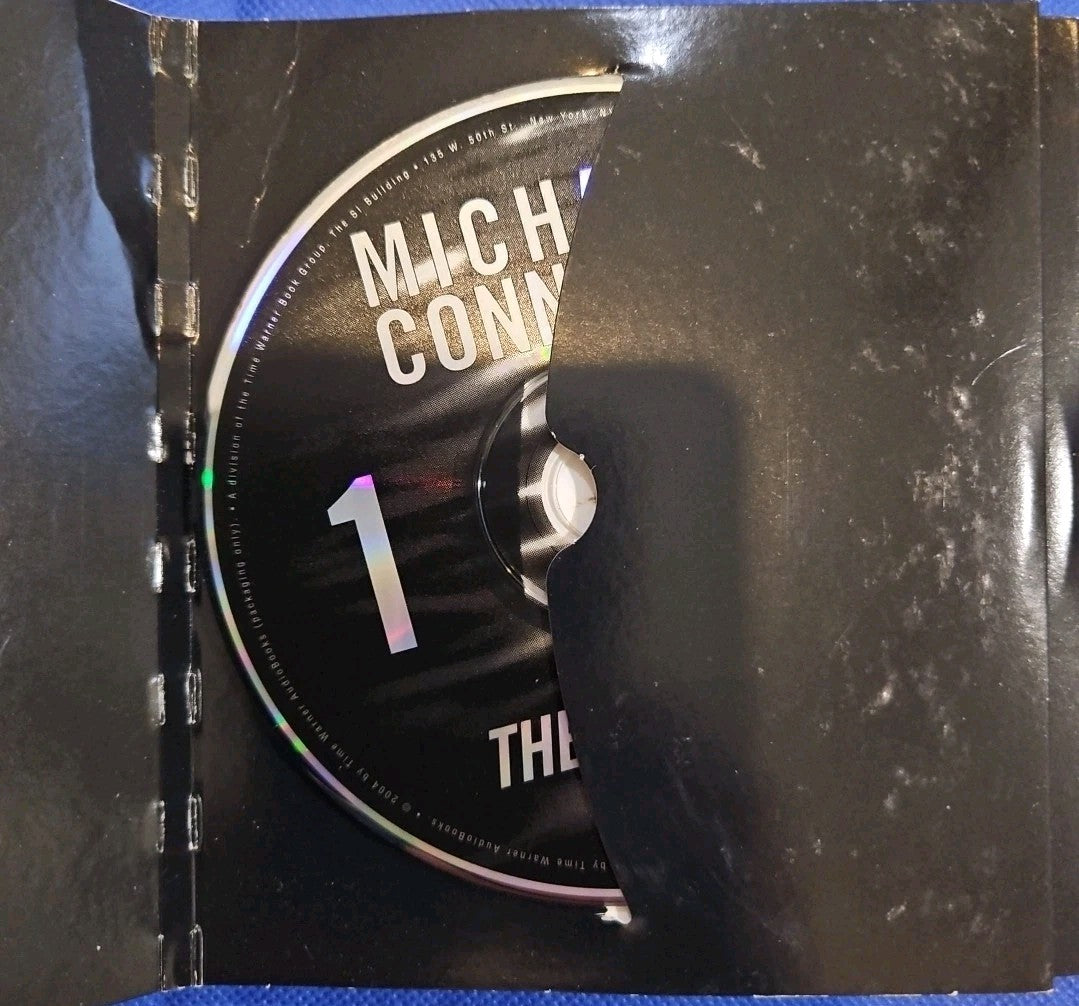 MICH
CONN
1
THE
by Time Warner AudioBooks • © 2004 by Time Warner AudioBooks (packaging only) • A division of the Time Warner Book Group. The SI Building • 135 W. 50th St., New York, NY